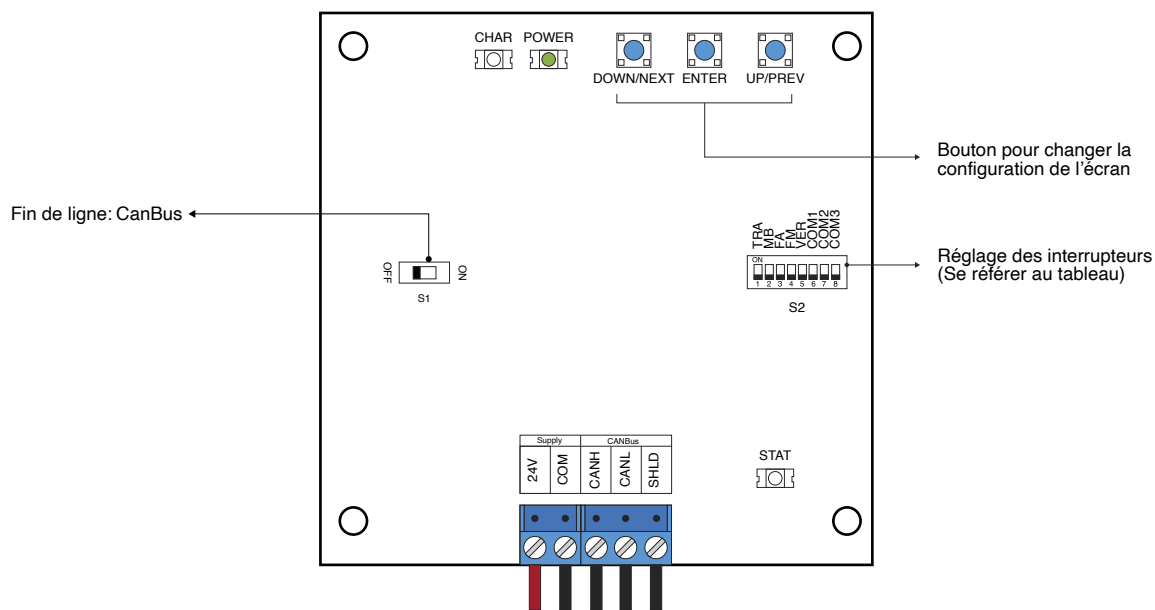 CHAR POWER
DOWN/NEXT ENTER UP/PREV
Bouton pour changer la
configuration de l'écran
Fin de ligne: CanBus
OFF
ON
S1
TRA
MB
FA
FM
VER
COM1
COM2
COM3
ON
1 2 3 4 5 6 7 8
S2
Réglage des interrupteurs
(Se référer au tableau)
Supply CANBus
24V
COM
CANH
CANL
SHLD
STAT